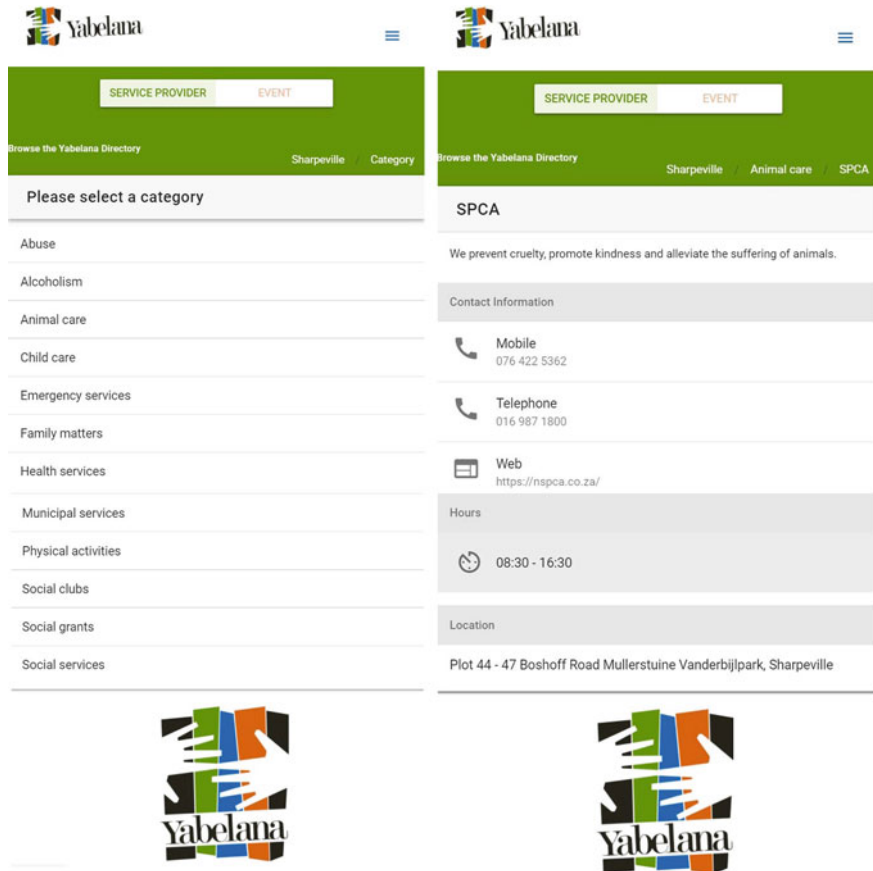 Yabelana
SERVICE PROVIDER EVENT
Browse the Yabelana Directory
Sharpeville / Category
Please select a category
Abuse
Alcoholism
Animal care
Child care
Emergency services
Family matters
Health services
Municipal services
Physical activities
Social clubs
Social grants
Social services
Yabelana
Yabelana
SERVICE PROVIDER EVENT
Browse the Yabelana Directory
Sharpeville / Animal care / SPCA
SPCA
We prevent cruelty, promote kindness and alleviate the suffering of animals.
Contact Information
Mobile
076 422 5362
Telephone
016 987 1800
Web
https://nspca.co.za/
Hours
08:30 - 16:30
Location
Plot 44 - 47 Boshoff Road Mullerstuine Vanderbijlpark, Sharpeville
Yabelana